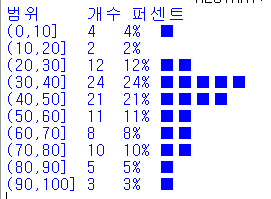 범위 개수 퍼센트
(0,10] 4 4% ■
(10,20] 2 2%
(20,30] 12 12% ■ ■
(30,40] 24 24% ■ ■ ■ ■ ■
(40,50] 21 21% ■ ■ ■ ■
(50,60] 11 11% ■ ■
(60,70] 8 8% ■ ■
(70,80] 10 10% ■ ■
(80,90] 5 5% ■
(90,100] 3 3% ■